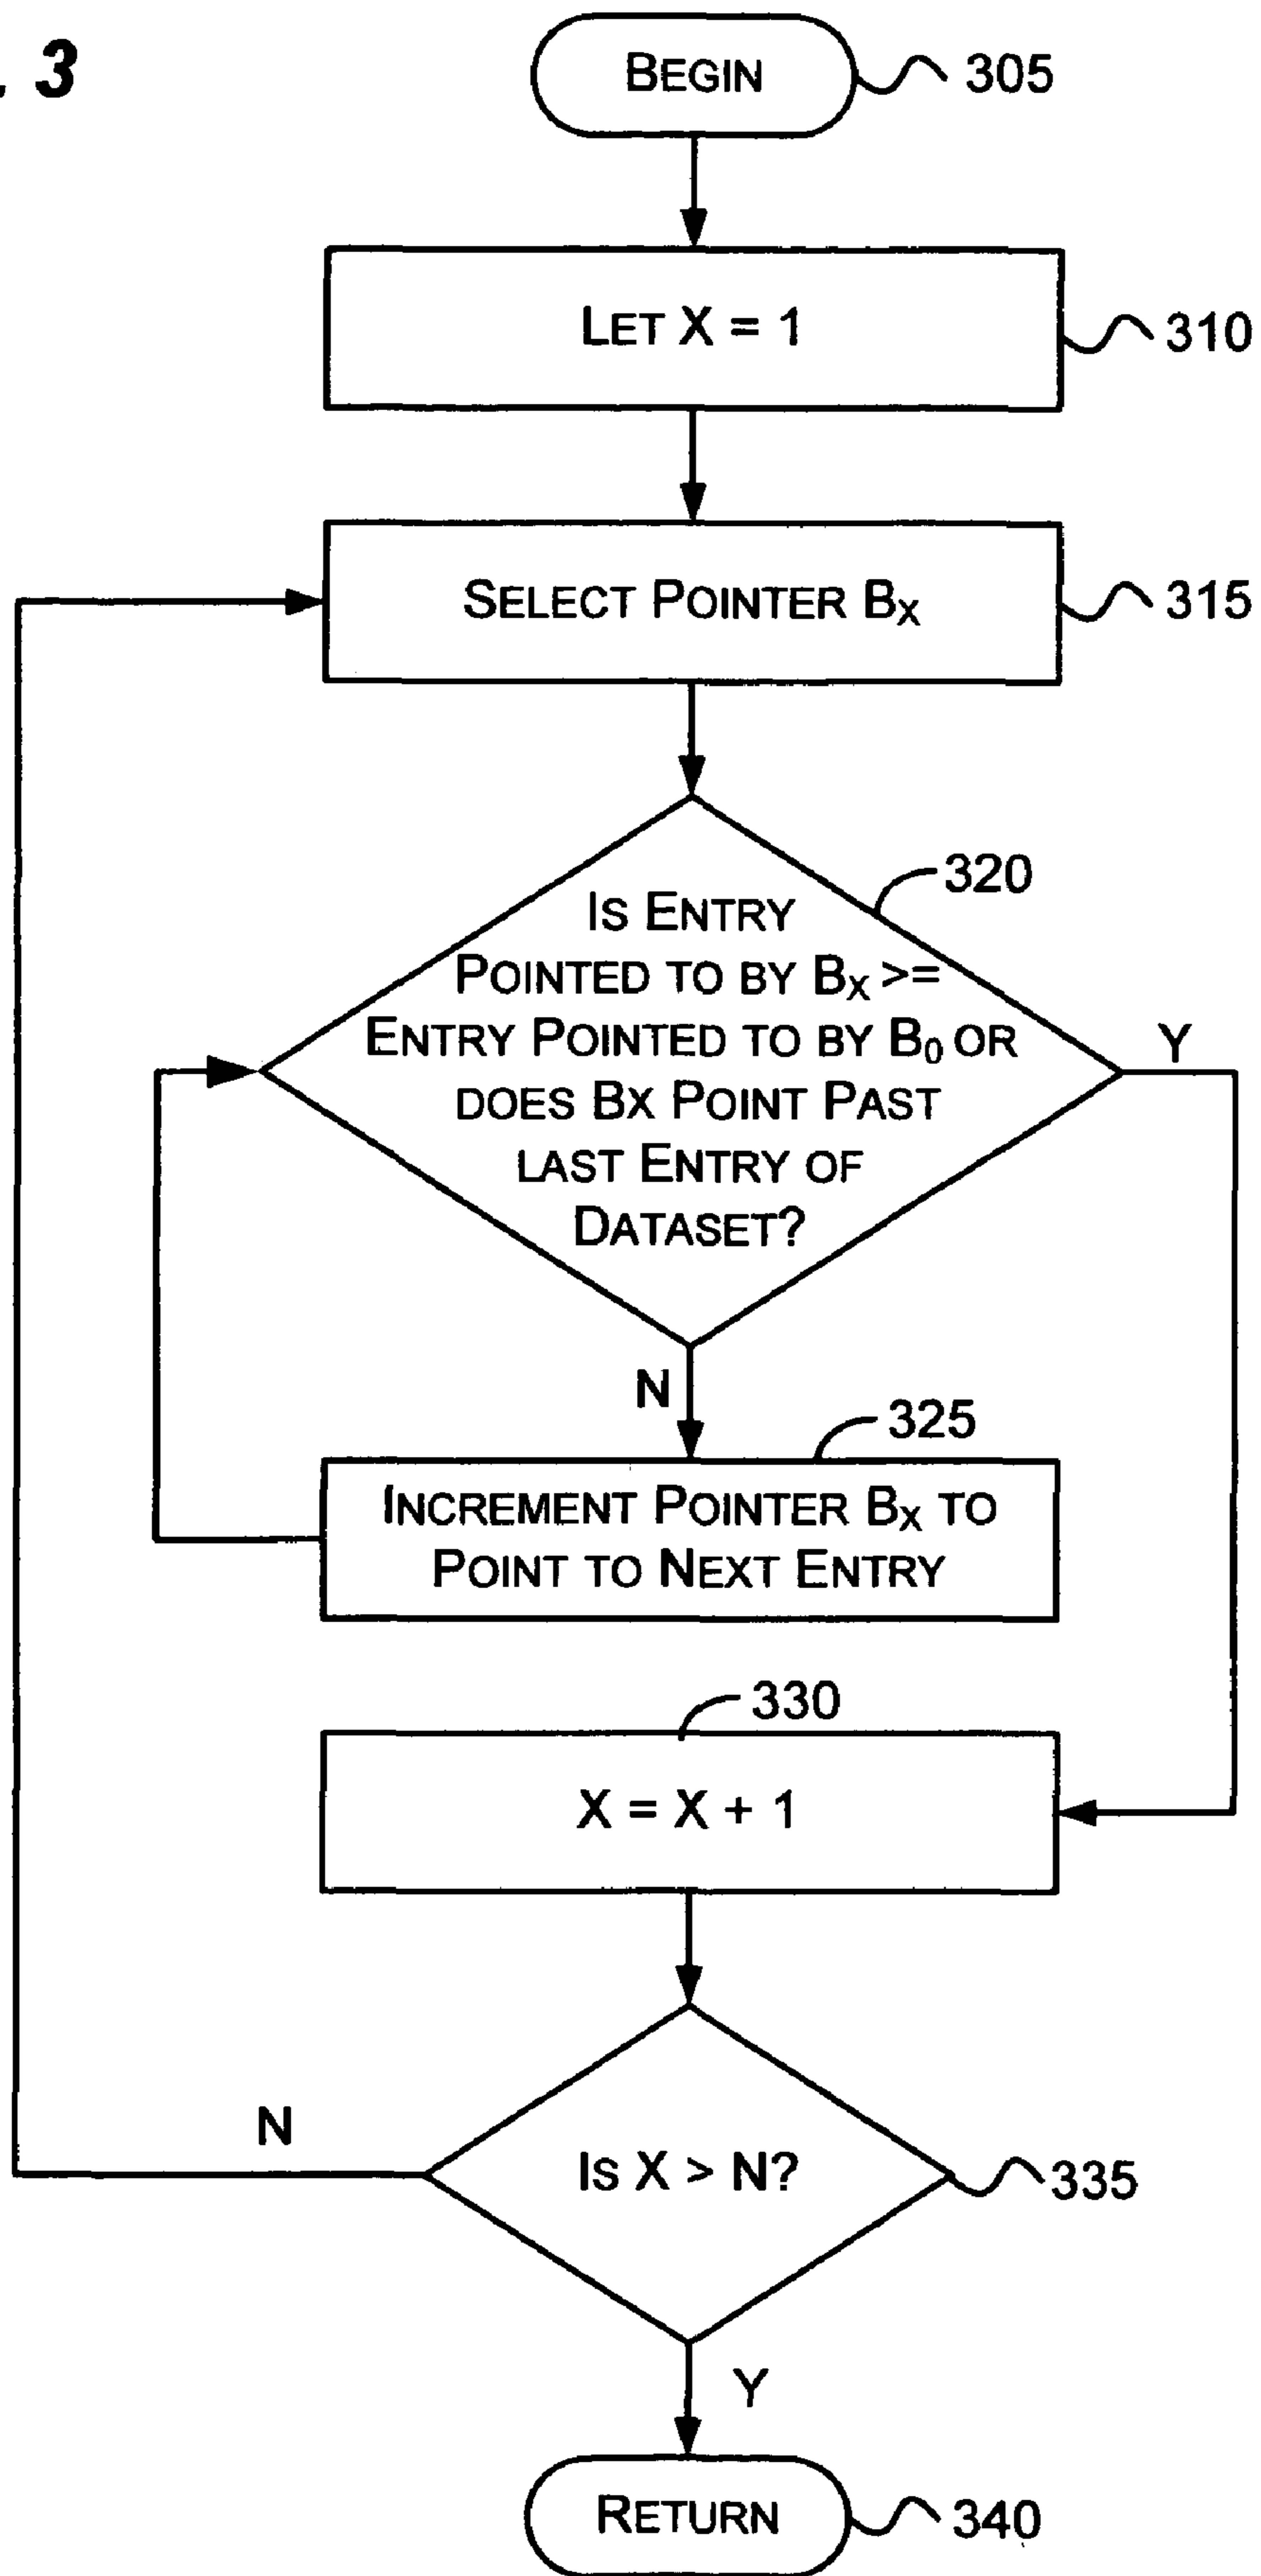 . 3
BEGIN
305
LET X = 1
310
SELECT POINTER BX
315
320
IS ENTRY
POINTED TO BY BX >=
ENTRY POINTED TO BY B0 OR
DOES BX POINT PAST
LAST ENTRY OF
DATASET?
Y
N
325
INCREMENT POINTER BX TO
POINT TO NEXT ENTRY
330
X = X + 1
N
IS X > N?
335
Y
RETURN
340